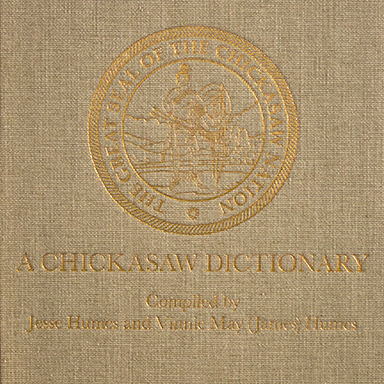 THE GREAT SEAL OF THE CHICKASAW NATION
A CHICKASAW DICTIONARY
Compiled by
Jesse Humes and Vinnie May (James) Humes